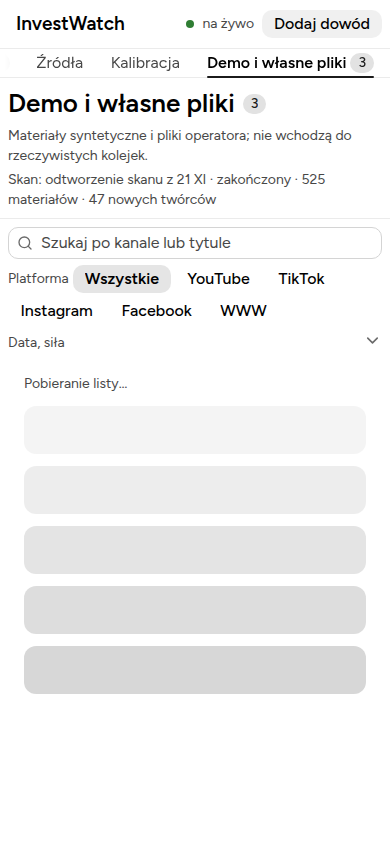 InvestWatch
na żywo
Dodaj dowód
Źródła
Kalibracja
Demo i własne pliki 3
Demo i własne pliki 3
Materiały syntetyczne i pliki operatora; nie wchodzą do
rzeczywistych kolejek.
Skan: odtworzenie skanu z 21 XI · zakończony · 525
materiałów · 47 nowych twórców
Szukaj po kanale lub tytule
Platforma Wszystkie YouTube TikTok
Instagram Facebook WWW
Data, siła
Pobieranie listy…